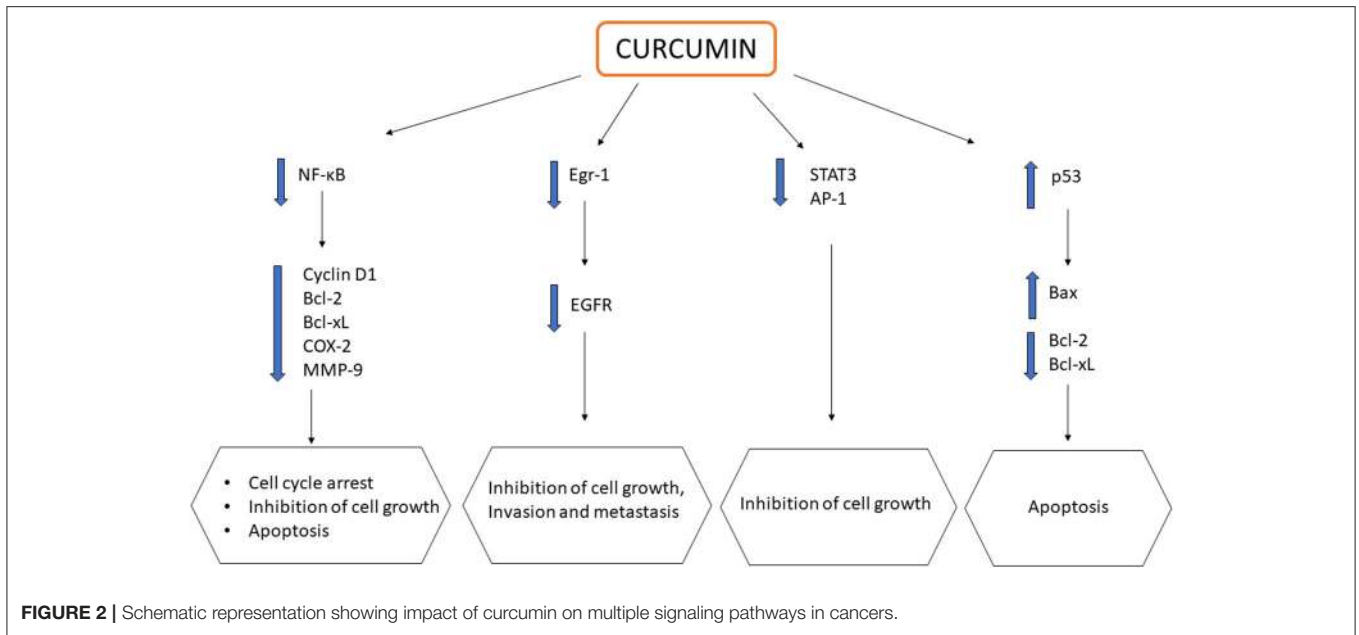 CURCUMIN
NF-κB
Cyclin D1
Bcl-2
Bcl-xL
COX-2
MMP-9
• Cell cycle arrest
• Inhibition of cell growth
• Apoptosis
Egr-1
EGFR
Inhibition of cell growth,
Invasion and metastasis
STAT3
AP-1
Inhibition of cell growth
p53
Bax
Bcl-2
Bcl-xL
Apoptosis
FIGURE 2 | Schematic representation showing impact of curcumin on multiple signaling pathways in cancers.